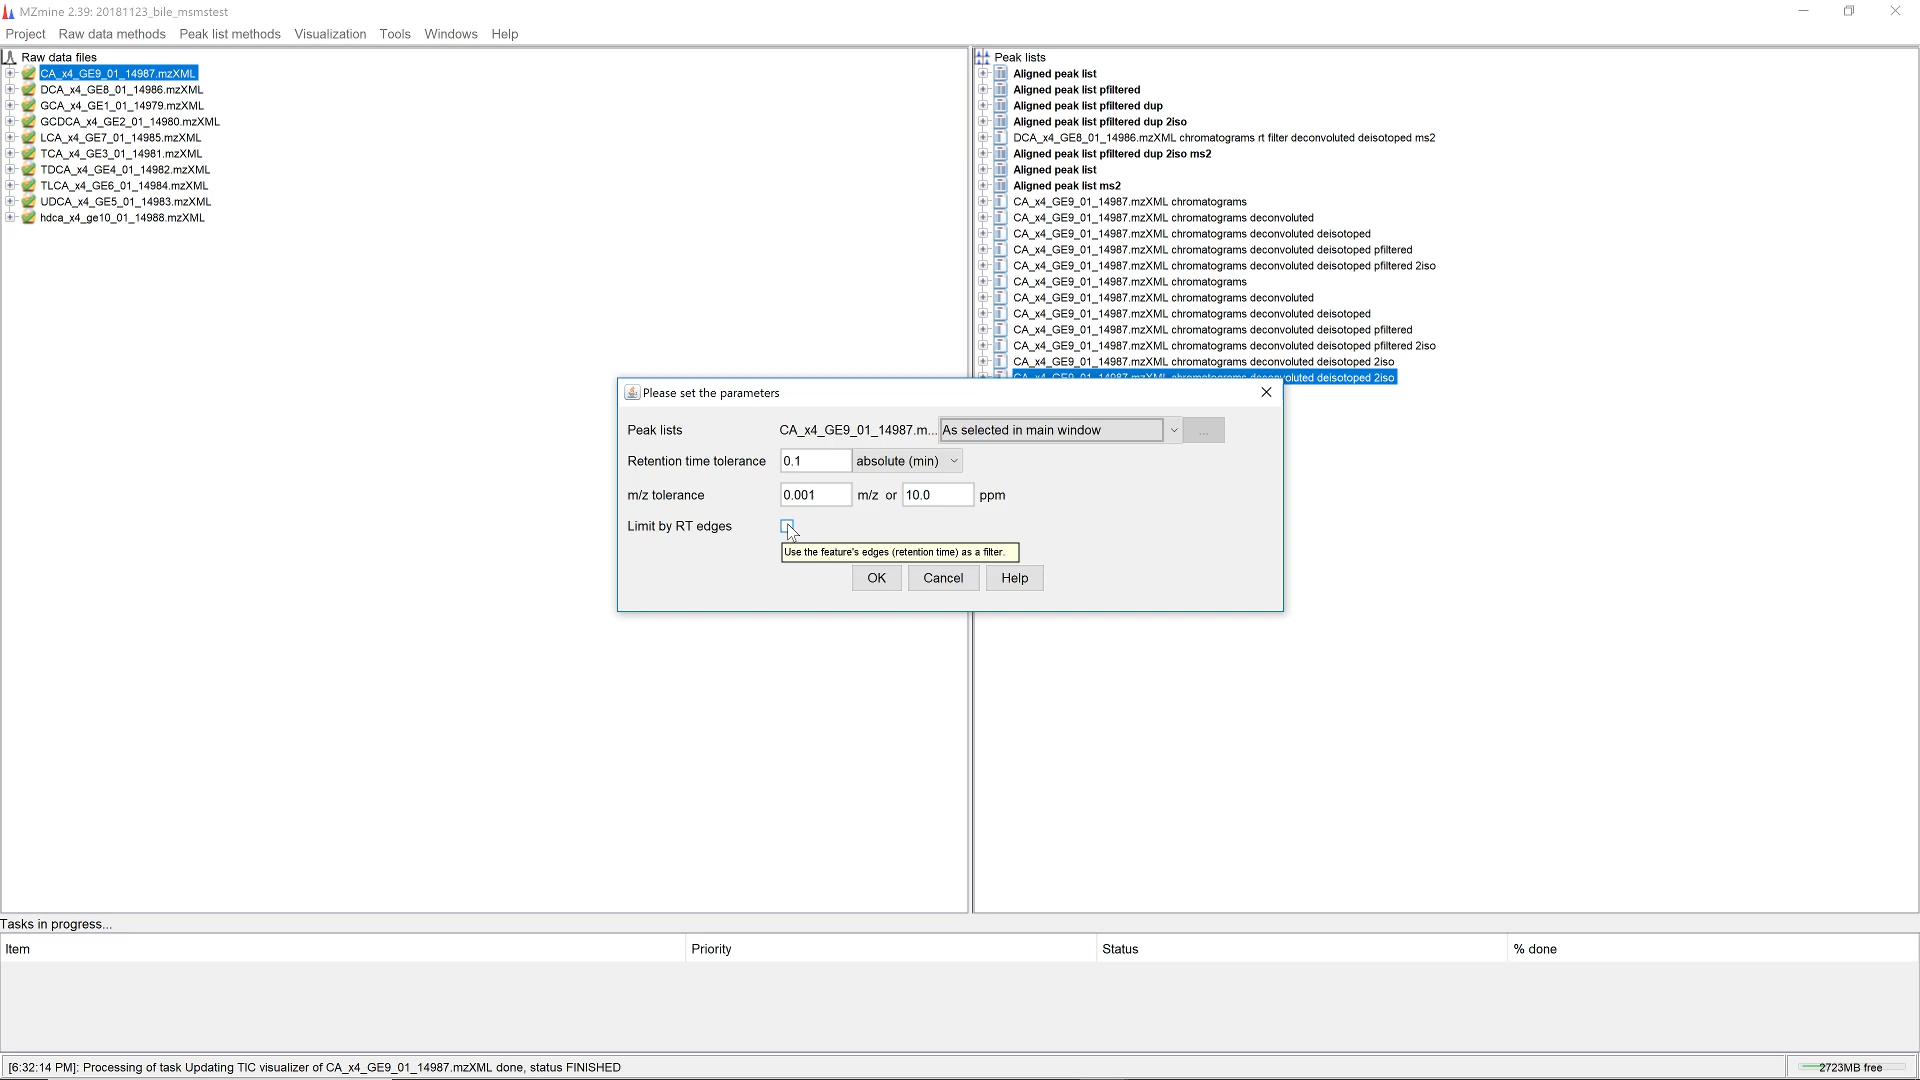 MZmine 2.39: 20181123_bile_msmstest
Project Raw data methods Peak list methods Visualization Tools Windows Help
Raw data files
CA_x4_GE9_01_14987.mzXML
DCA_x4_GE8_01_14986.mzXML
GCA_x4_GE1_01_14979.mzXML
GCDCA_x4_GE2_01_14980.mzXML
LCA_x4_GE7_01_14985.mzXML
TCA_x4_GE3_01_14981.mzXML
TDCA_x4_GE4_01_14982.mzXML
TLCA_x4_GE6_01_14984.mzXML
UDCA_x4_GE5_01_14983.mzXML
hdca_x4_ge10_01_14988.mzXML
Peak lists
Aligned peak list
Aligned peak list pfiltered
Aligned peak list pfiltered dup
Aligned peak list pfiltered dup 2iso
DCA_x4_GE8_01_14986.mzXML chromatograms rt filter deconvoluted deisotoped ms2
Aligned peak list pfiltered dup 2iso ms2
Aligned peak list
Aligned peak list ms2
CA_x4_GE9_01_14987.mzXML chromatograms
CA_x4_GE9_01_14987.mzXML chromatograms deconvoluted
CA_x4_GE9_01_14987.mzXML chromatograms deconvoluted deisotoped
CA_x4_GE9_01_14987.mzXML chromatograms deconvoluted deisotoped pfiltered
CA_x4_GE9_01_14987.mzXML chromatograms deconvoluted deisotoped pfiltered 2iso
CA_x4_GE9_01_14987.mzXML chromatograms
CA_x4_GE9_01_14987.mzXML chromatograms deconvoluted
CA_x4_GE9_01_14987.mzXML chromatograms deconvoluted deisotoped
CA_x4_GE9_01_14987.mzXML chromatograms deconvoluted deisotoped pfiltered
CA_x4_GE9_01_14987.mzXML chromatograms deconvoluted deisotoped pfiltered 2iso
CA_x4_GE9_01_14987.mzXML chromatograms deconvoluted deisotoped 2iso
CA_x4_GE9_01_14987.mzXML chromatograms deconvoluted deisotoped 2iso
Please set the parameters
Peak lists CA_x4_GE9_01_14987.m... As selected in main window ...
Retention time tolerance 0.1 absolute (min)
m/z tolerance 0.001 m/z or 10.0 ppm
Limit by RT edges
Use the feature's edges (retention time) as a filter.
OK Cancel Help
Tasks in progress...
Item Priority Status % done
[6:32:14 PM]: Processing of task Updating TIC visualizer of CA_x4_GE9_01_14987.mzXML done, status FINISHED
2723MB free